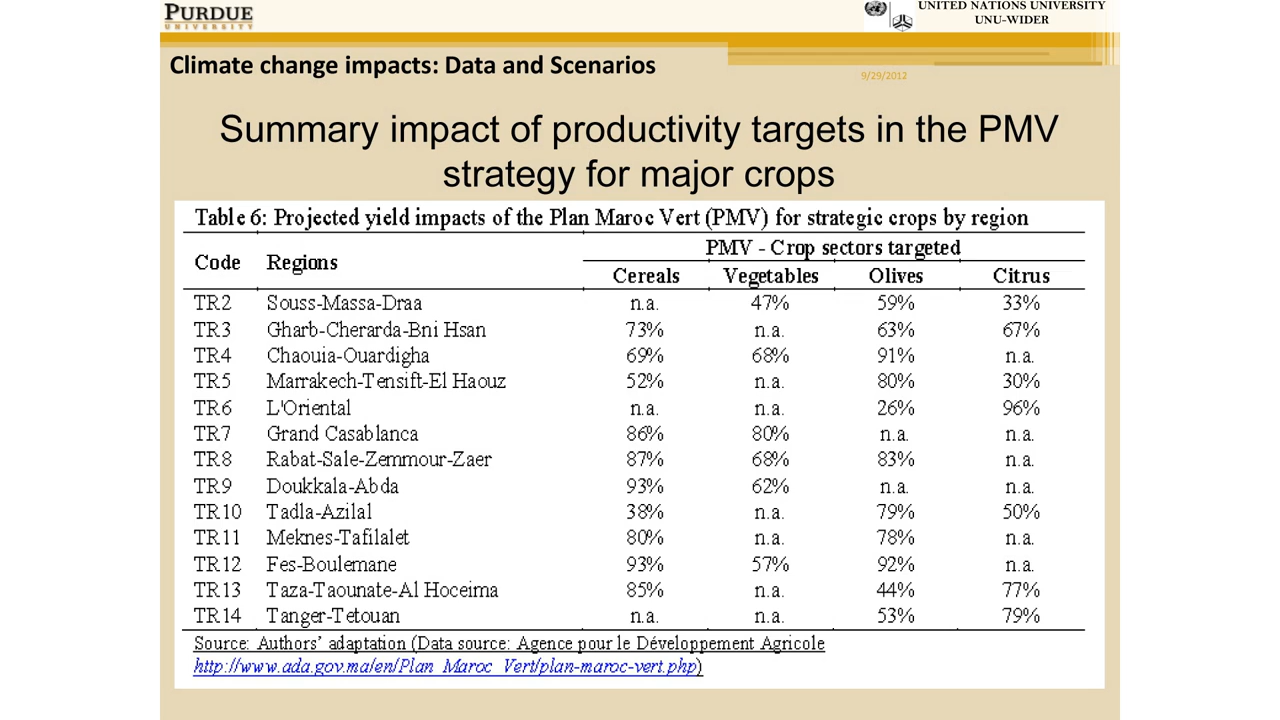 PURDUE
UNIVERSITY
UNITED NATIONS UNIVERSITY
UNU-WIDER
Climate change impacts: Data and Scenarios
9/29/2012
Summary impact of productivity targets in the PMV
strategy for major crops
Table 6: Projected yield impacts of the Plan Maroc Vert (PMV) for strategic crops by region
PMV - Crop sectors targeted
Code Regions
Cereals Vegetables Olives Citrus
TR2 Souss-Massa-Draa n.a. 47% 59% 33%
TR3 Gharb-Cherarda-Bni Hsan 73% n.a. 63% 67%
TR4 Chaouia-Ouardigha 69% 68% 91% n.a.
TR5 Marrakech-Tensift-El Haouz 52% n.a. 80% 30%
TR6 L'Oriental n.a. n.a. 26% 96%
TR7 Grand Casablanca 86% 80% n.a. n.a.
TR8 Rabat-Sale-Zemmour-Zaer 87% 68% 83% n.a.
TR9 Doukkala-Abda 93% 62% n.a. n.a.
TR10 Tadla-Azilal 38% n.a. 79% 50%
TR11 Meknes-Tafilalet 80% n.a. 78% n.a.
TR12 Fes-Boulemane 93% 57% 92% n.a.
TR13 Taza-Taounate-Al Hoceima 85% n.a. 44% 77%
TR14 Tanger-Tetouan n.a. n.a. 53% 79%
Source: Authors' adaptation (Data source: Agence pour le Développement Agricole
http://www.ada.gov.ma/en/Plan_Maroc_Vert/plan-maroc-vert.php)